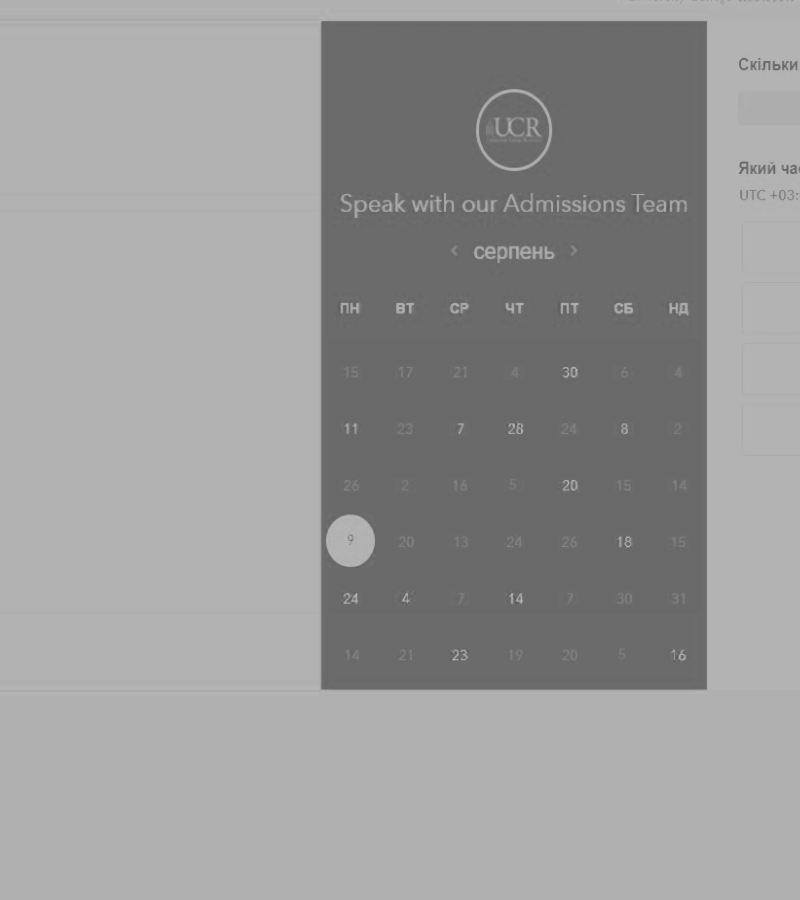 UCR
Speak with our Admissions Team
< серпень >
ПН ВТ СР ЧТ ПТ СБ НД
15 17 21 4 30 6 4
11 23 7 28 24 8 2
26 2 16 5 20 15 14
9 20 13 24 26 18 15
24 4 7 14 7 30 31
14 21 23 19 20 5 16
Скільки
Який час
UTC +03: